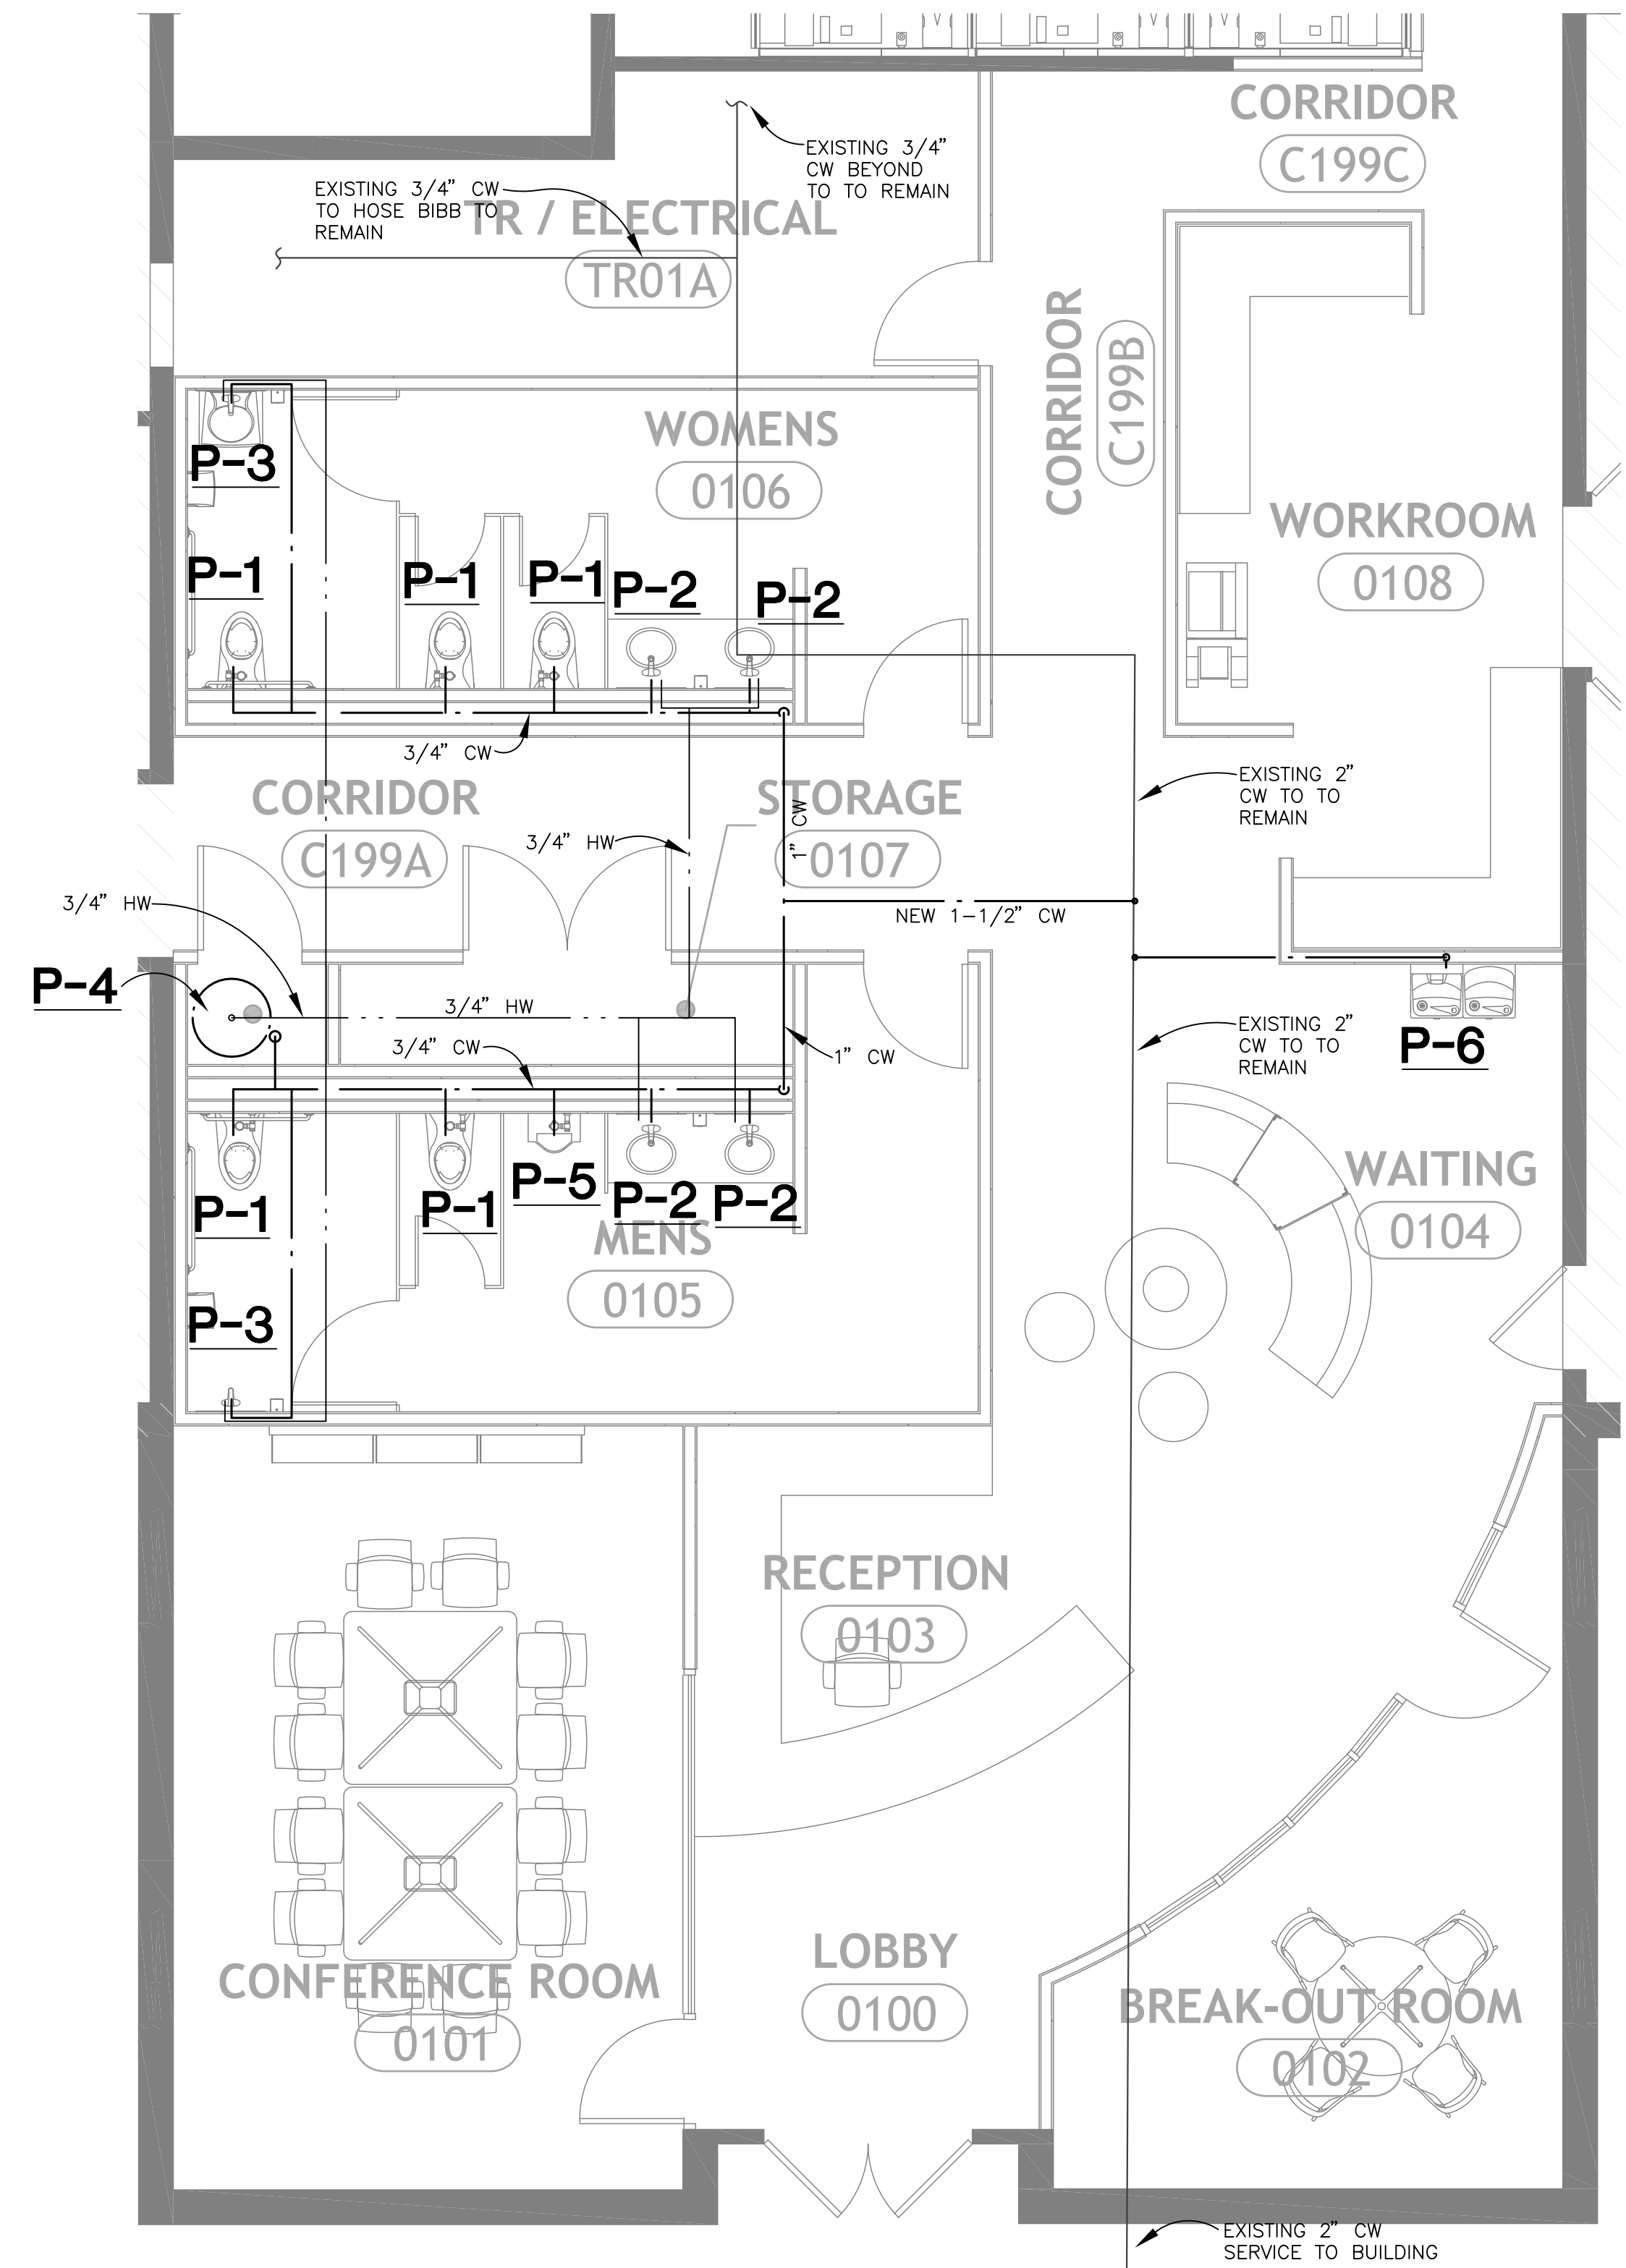 CORRIDOR
C199C
EXISTING 3/4" CW BEYOND
TO TO REMAIN
EXISTING 3/4" CW
TO HOSE BIBB TO
REMAIN
TR / ELECTRICAL
TR01A
CORRIDOR
C199B
WOMENS
0106
P-3
WORKROOM
0108
P-1
P-1
P-1
P-2
P-2
3/4" CW
CORRIDOR
C199A
STORAGE
0107
1" CW
3/4" HW
EXISTING 2"
CW TO TO
REMAIN
3/4" HW
NEW 1-1/2" CW
P-4
3/4" HW
3/4" CW
1" CW
EXISTING 2"
CW TO TO
REMAIN
P-6
P-1
P-1
P-5
P-2
P-2
MENS
0105
P-3
WAITING
0104
RECEPTION
0103
CONFERENCE ROOM
0101
LOBBY
0100
BREAK-OUT ROOM
0102
EXISTING 2" CW
SERVICE TO BUILDING